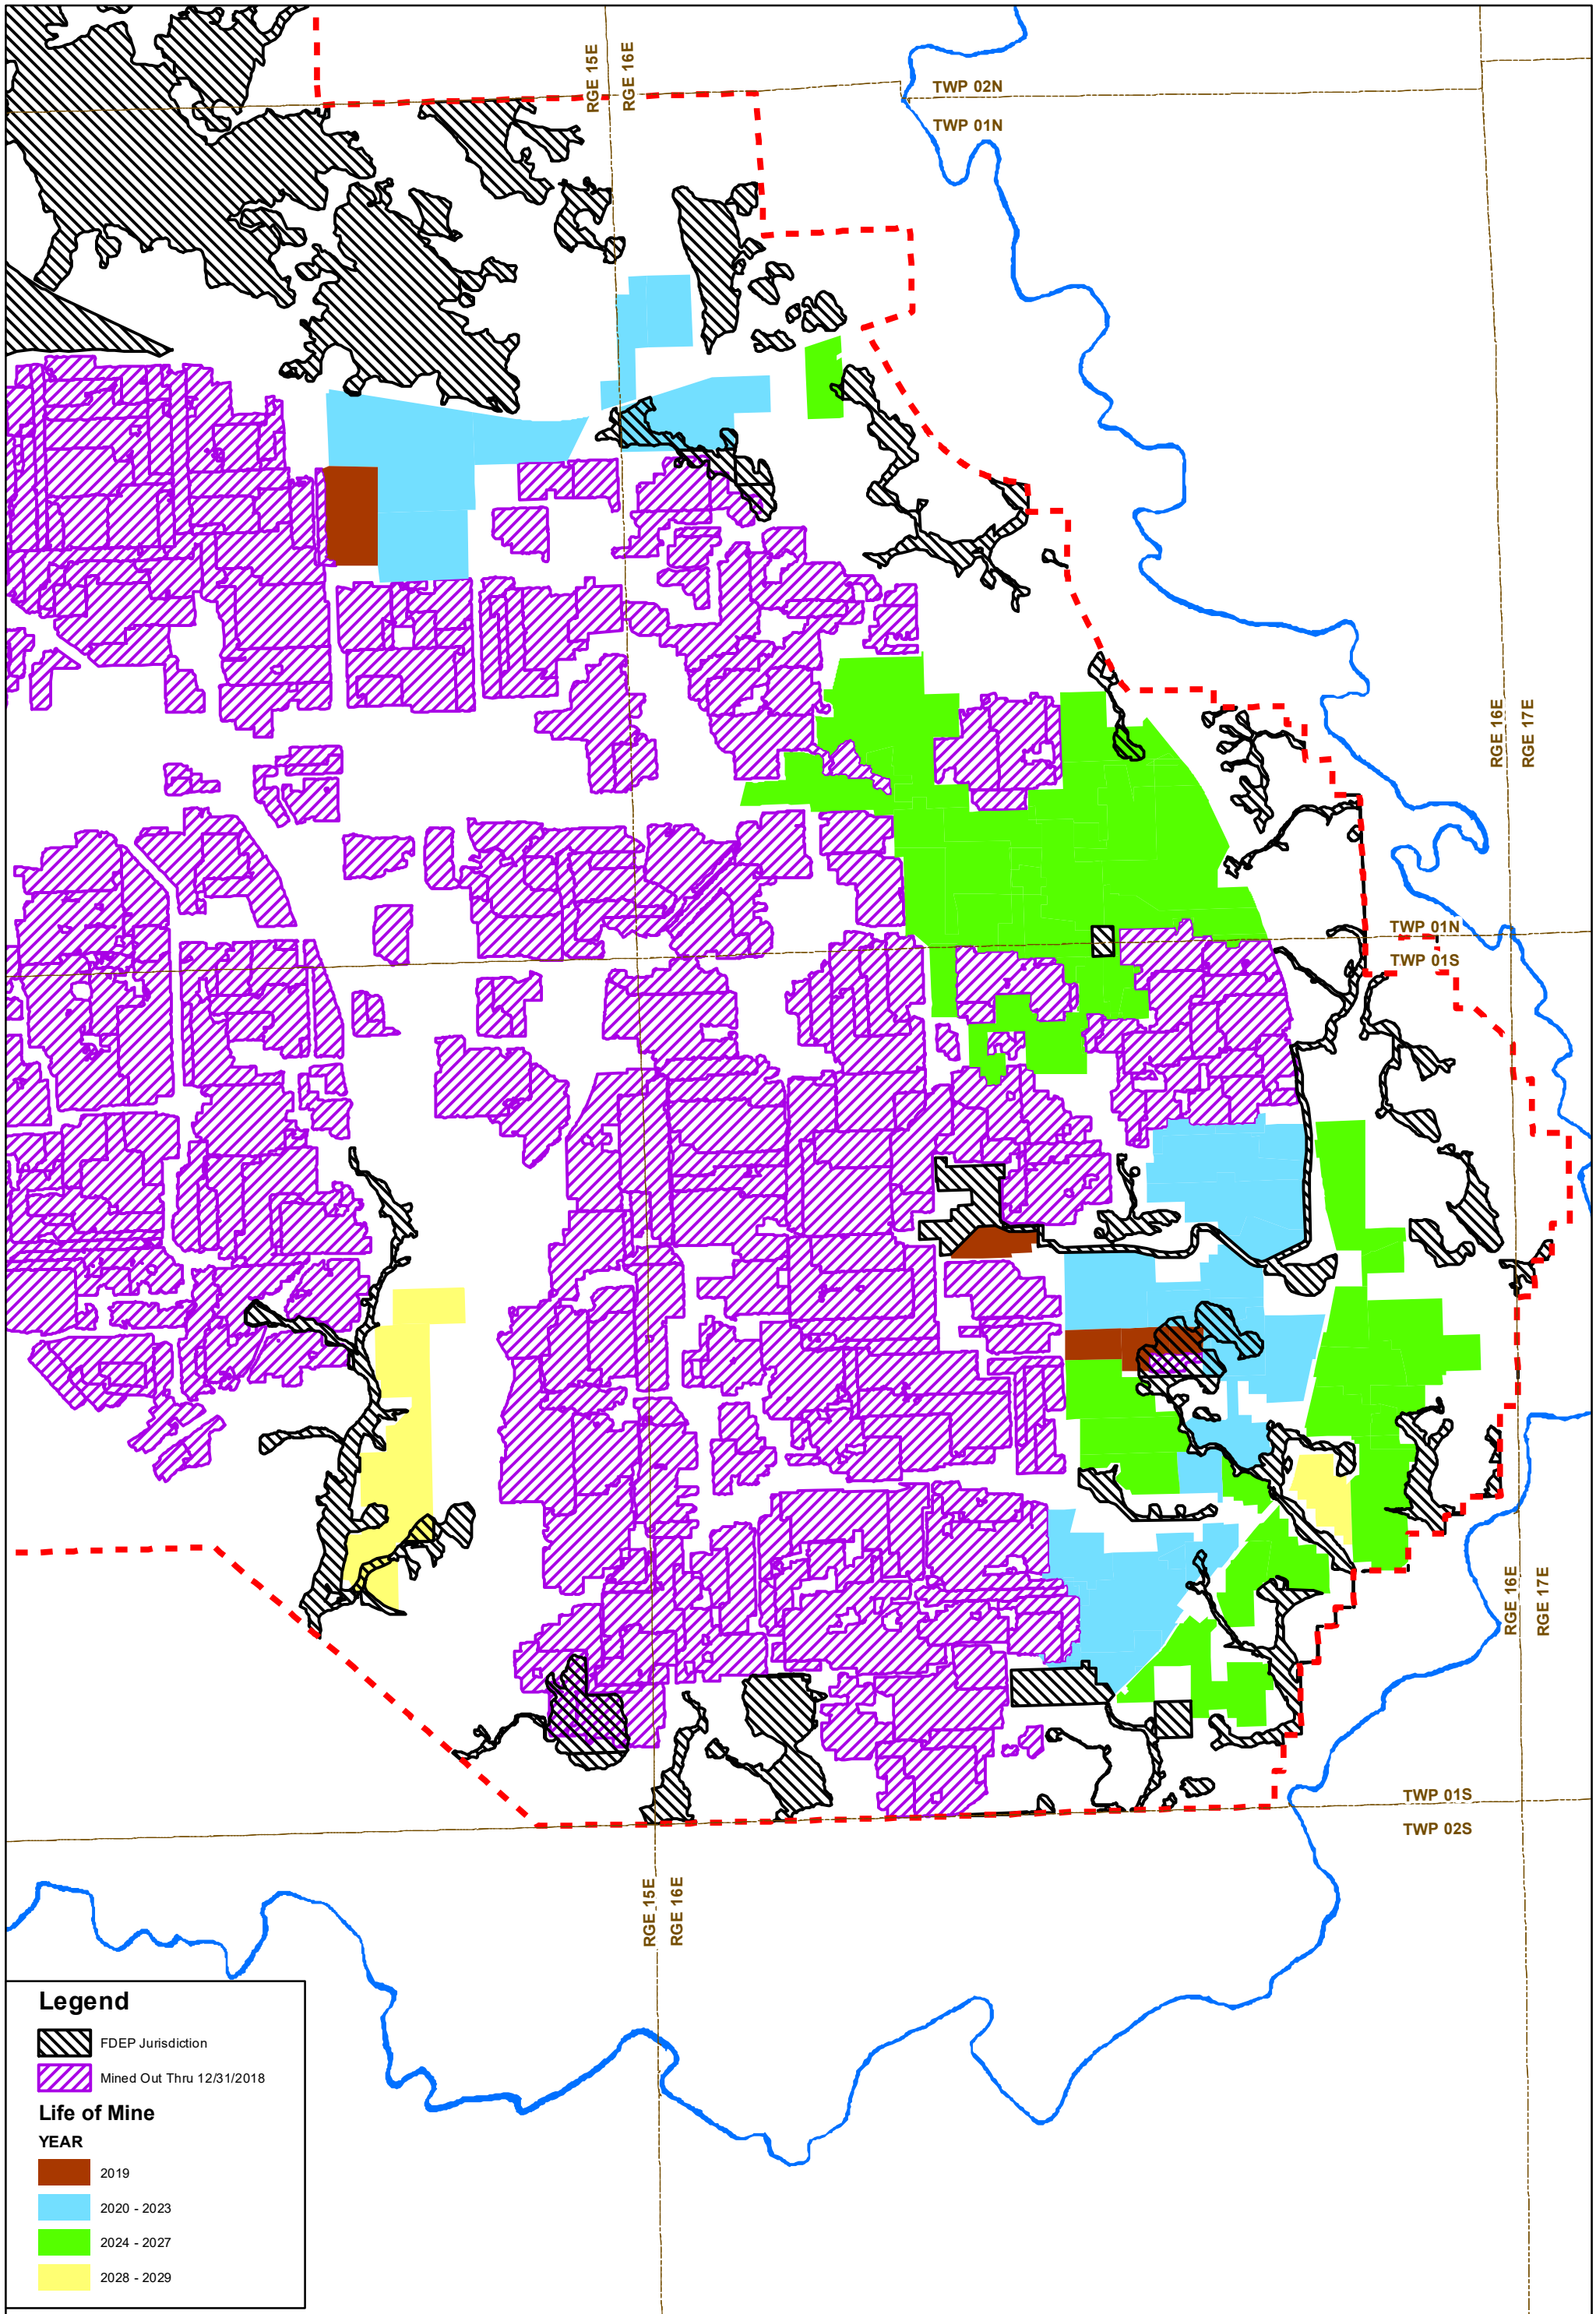 RGE 15E
RGE 16E
TWP 02N
TWP 01N
RGE 16E
RGE 17E
TWP 01N
TWP 01S
RGE 16E
RGE 17E
TWP 01S
TWP 02S
RGE 15E
RGE 16E
Legend
FDEP Jurisdiction
Mined Out Thru 12/31/2018
Life of Mine
YEAR
2019
2020 - 2023
2024 - 2027
2028 - 2029